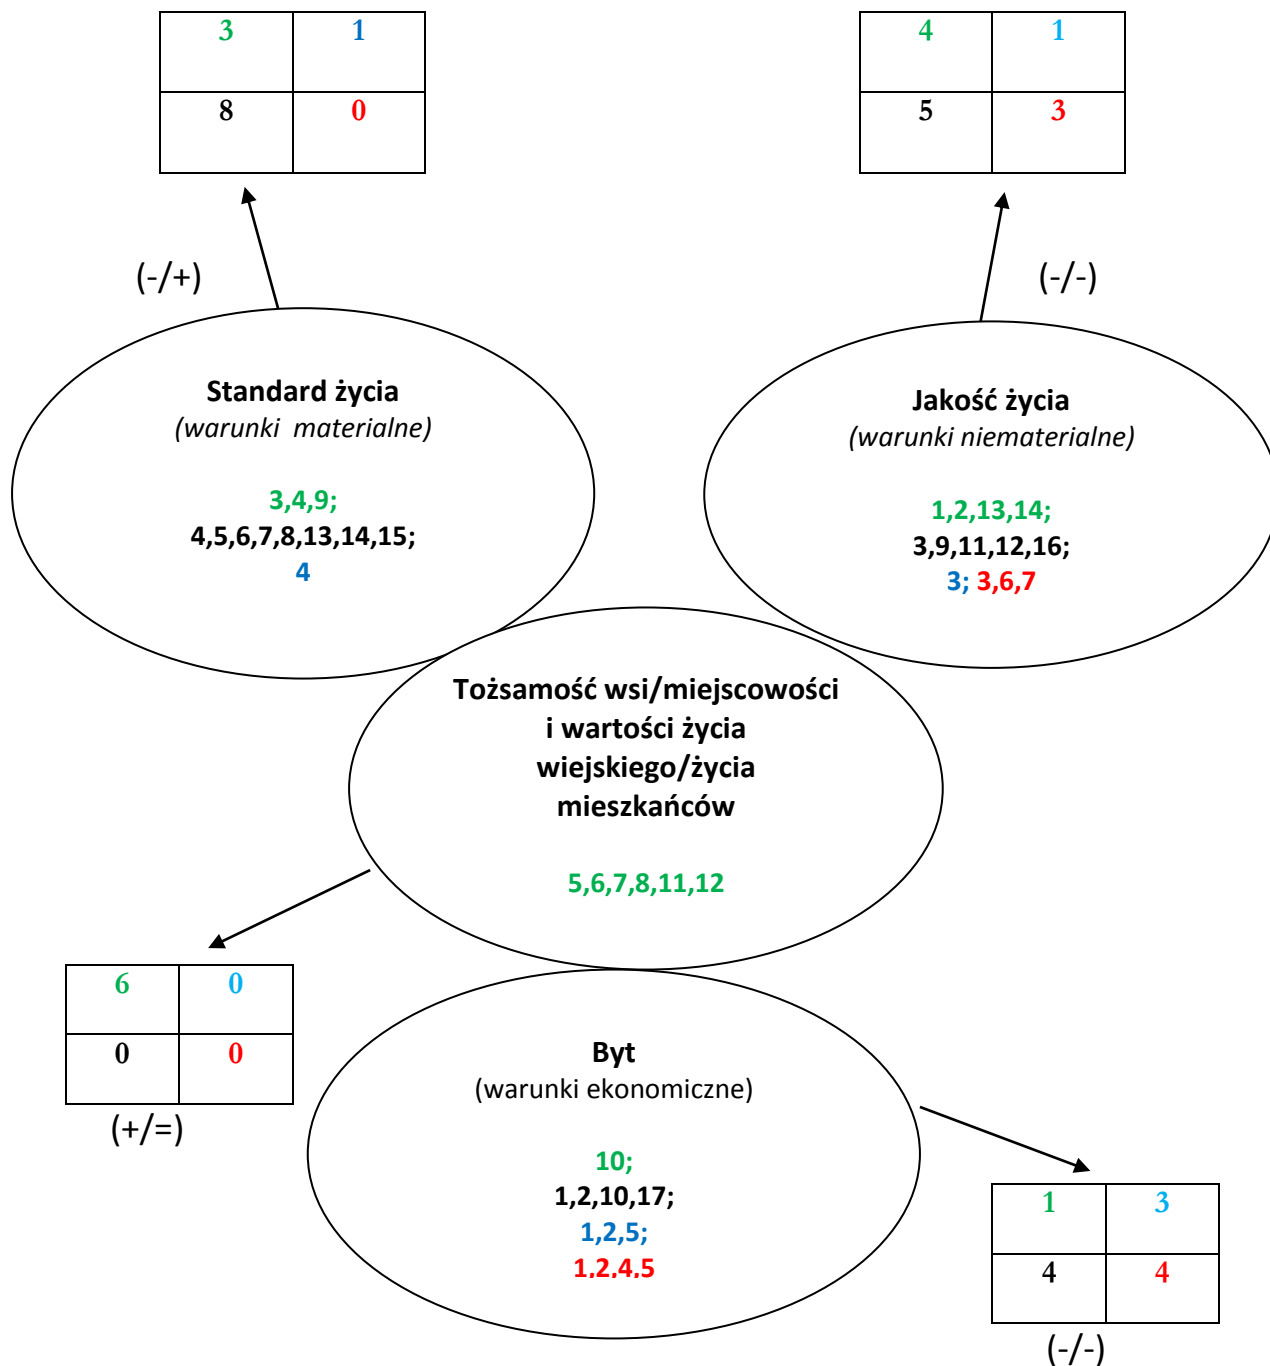 3 1
8 0
4 1
5 3
(-/+)
(-/-)
Standard życia
(warunki materialne)
3,4,9;
4,5,6,7,8,13,14,15;
4
Jakość życia
(warunki niematerialne)
1,2,13,14;
3,9,11,12,16;
3; 3,6,7
Tożsamość wsi/miejscowości
i wartości życia
wiejskiego/życia
mieszkańców
5,6,7,8,11,12
6 0
0 0
(+/=)
Byt
(warunki ekonomiczne)
10;
1,2,10,17;
1,2,5;
1,2,4,5
1 3
4 4
(-/-)